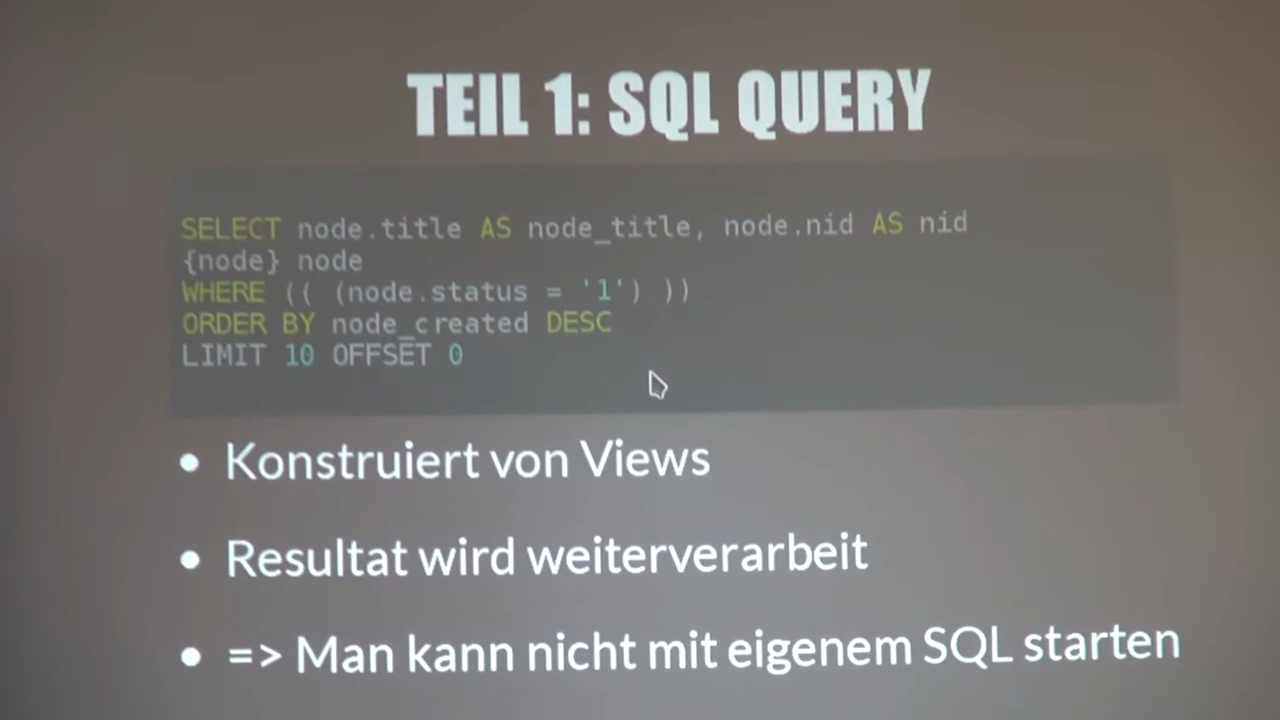 TEIL 1: SQL QUERY
SELECT node.title AS node_title, node.nid AS nid
{node} node
WHERE (( (node.status = '1') ))
ORDER BY node_created DESC
LIMIT 10 OFFSET 0
• Konstruiert von Views
• Resultat wird weiterverarbeit
• => Man kann nicht mit eigenem SQL starten